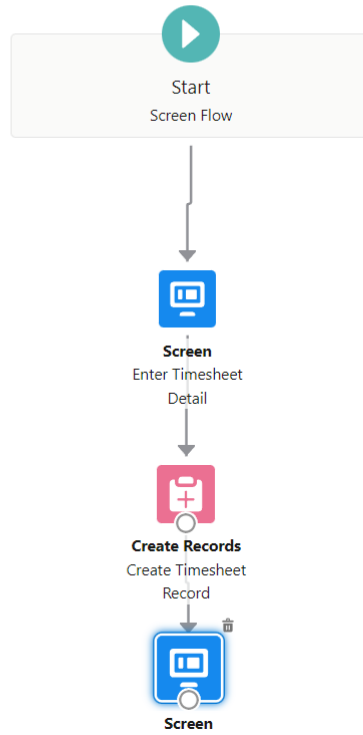 Start
Screen Flow
Screen
Enter Timesheet
Detail
Create Records
Create Timesheet
Record
Screen